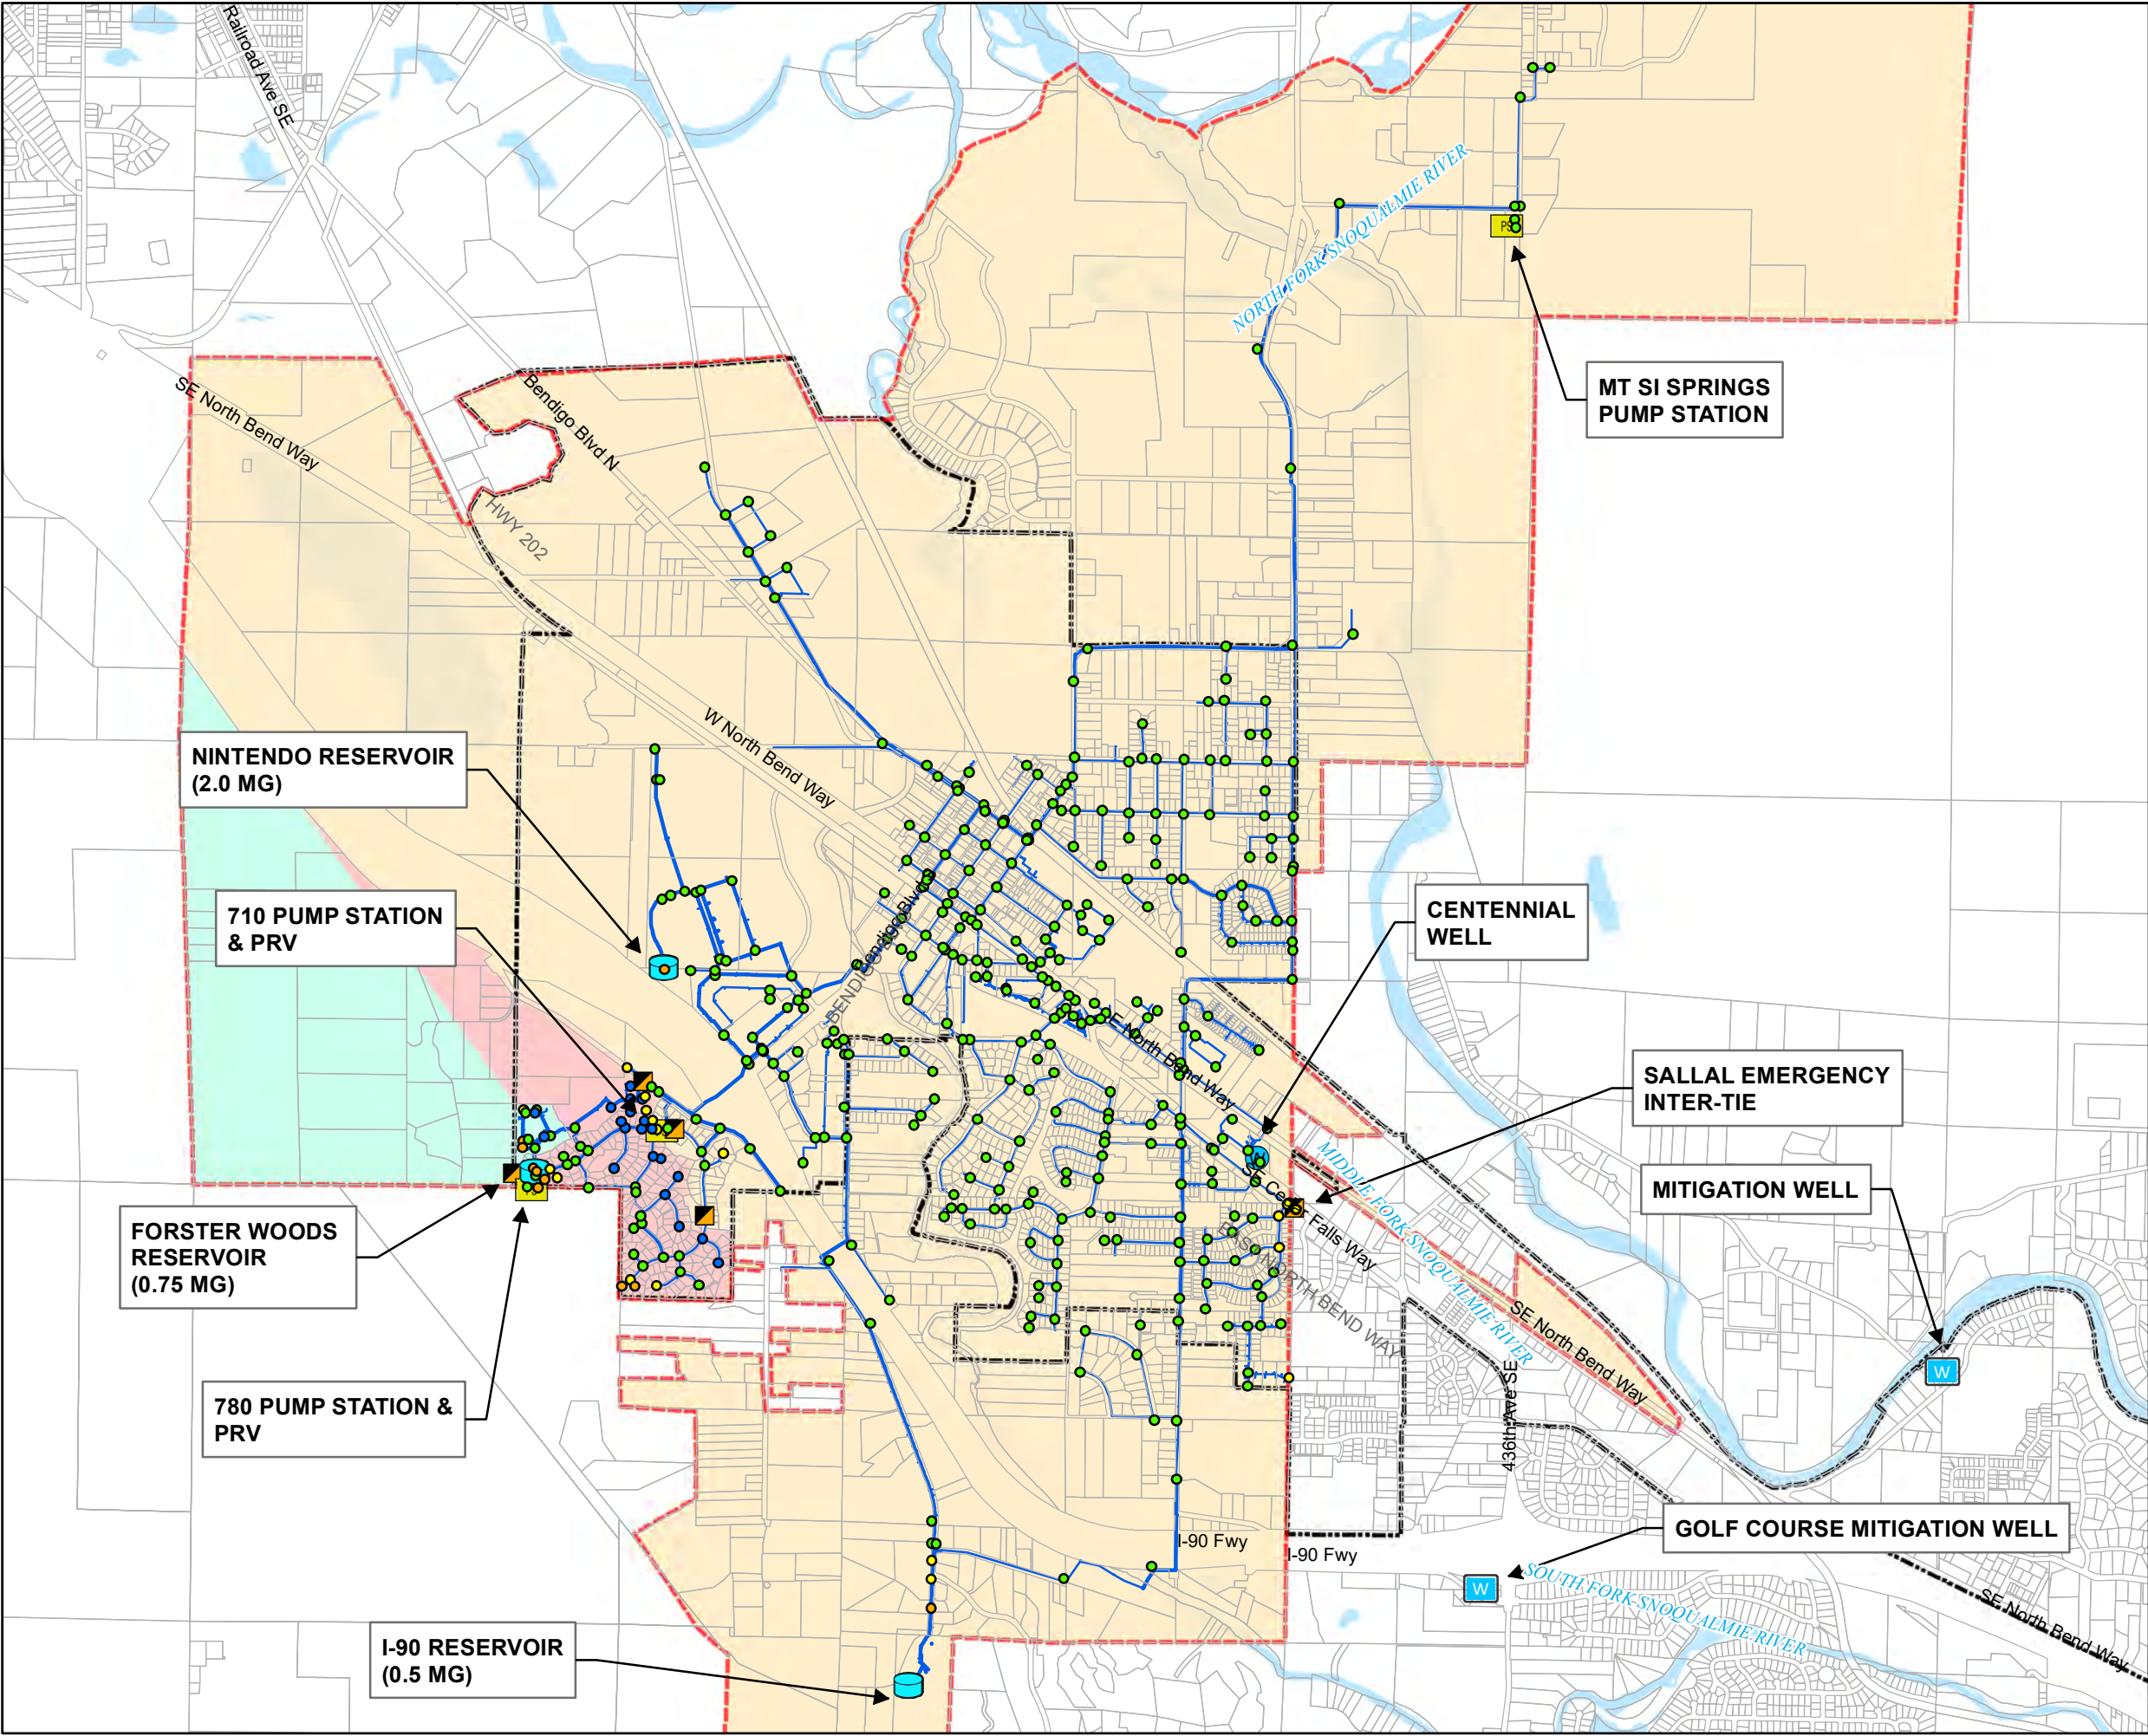 Railroad Ave SE
NORTH FORK SNOQUALMIE RIVER
PS
MT SI SPRINGS
PUMP STATION
SE North Bend Way
Bendigo Blvd N
HWY 202
W North Bend Way
NINTENDO RESERVOIR
(2.0 MG)
710 PUMP STATION
& PRV
CENTENNIAL
WELL
SALLAL EMERGENCY
INTER-TIE
E North Bend Way
MIDDLE FORK SNOQUALMIE RIVER
MITIGATION WELL
FORSTER WOODS
RESERVOIR
(0.75 MG)
NORTH BEND WAY
SE North Bend Way
W
780 PUMP STATION &
PRV
436th Ave SE
GOLF COURSE MITIGATION WELL
I-90 Fwy
I-90 Fwy
W
SOUTH FORK SNOQUALMIE RIVER
SE North Bend Way
I-90 RESERVOIR
(0.5 MG)